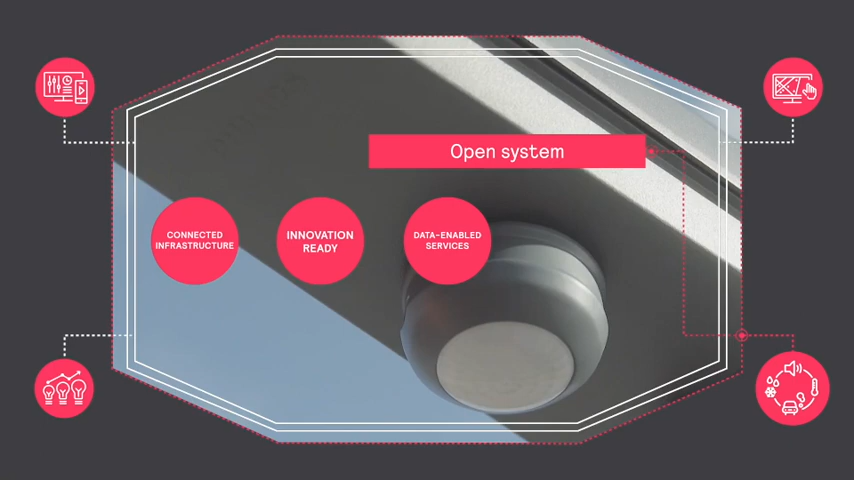 Open system
CONNECTED
INFRASTRUCTURE
INNOVATION
READY
DATA-ENABLED
SERVICES